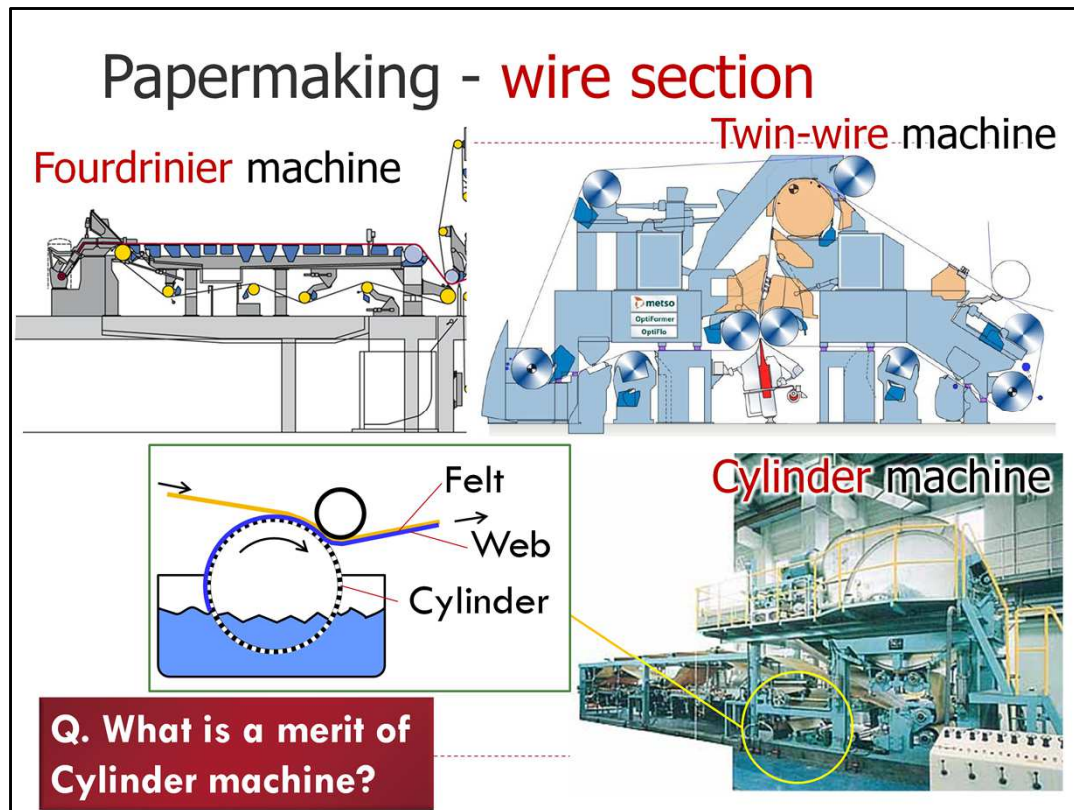 Papermaking - wire section
Fourdrinier machine
Twin-wire machine
metso
OptiFormer
OptiFlo
Felt
Web
Cylinder
Cylinder machine
Q. What is a merit of
Cylinder machine?